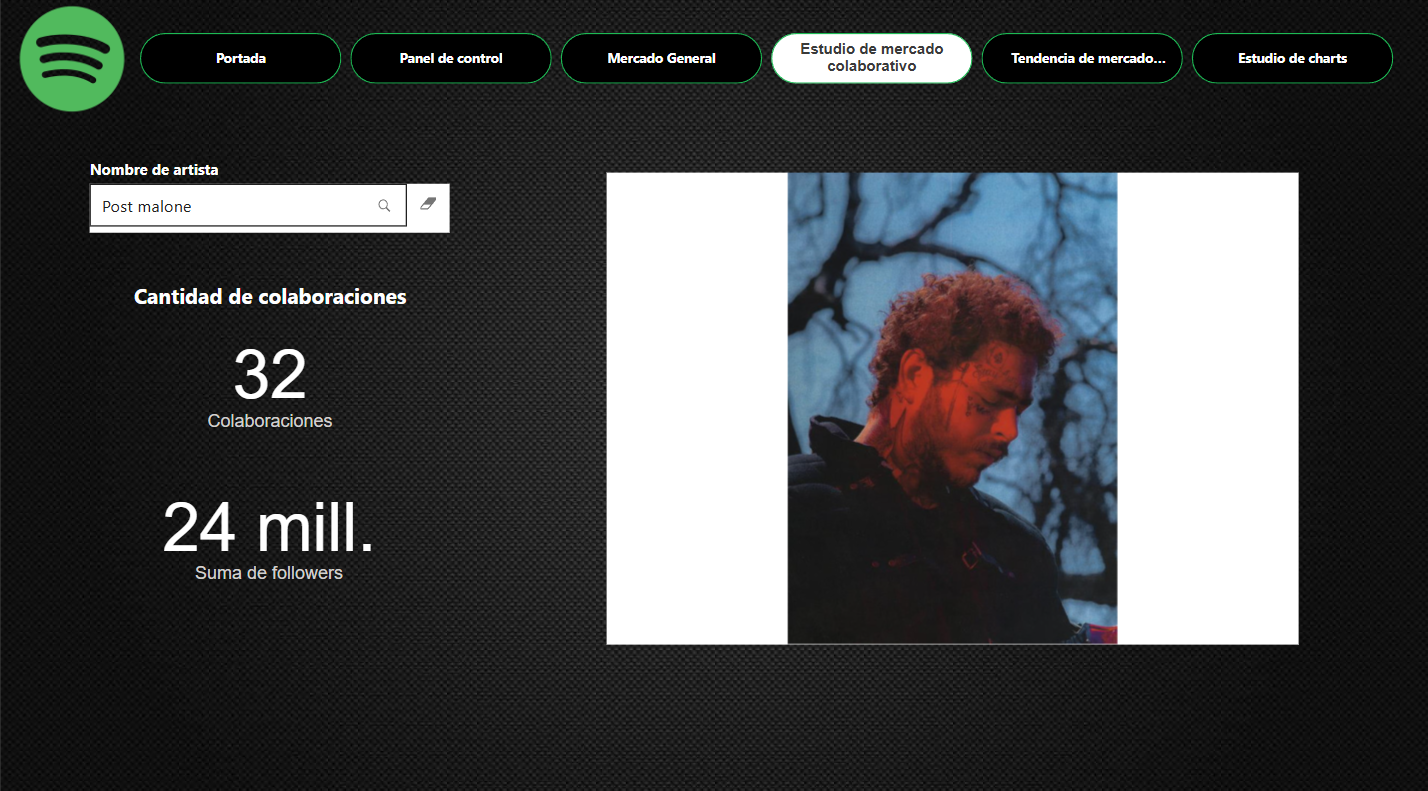 Portada
Panel de control
Mercado General
Estudio de mercado
colaborativo
Tendencia de mercado...
Estudio de charts
Nombre de artista
Post malone
Cantidad de colaboraciones
32
Colaboraciones
24 mill.
Suma de followers